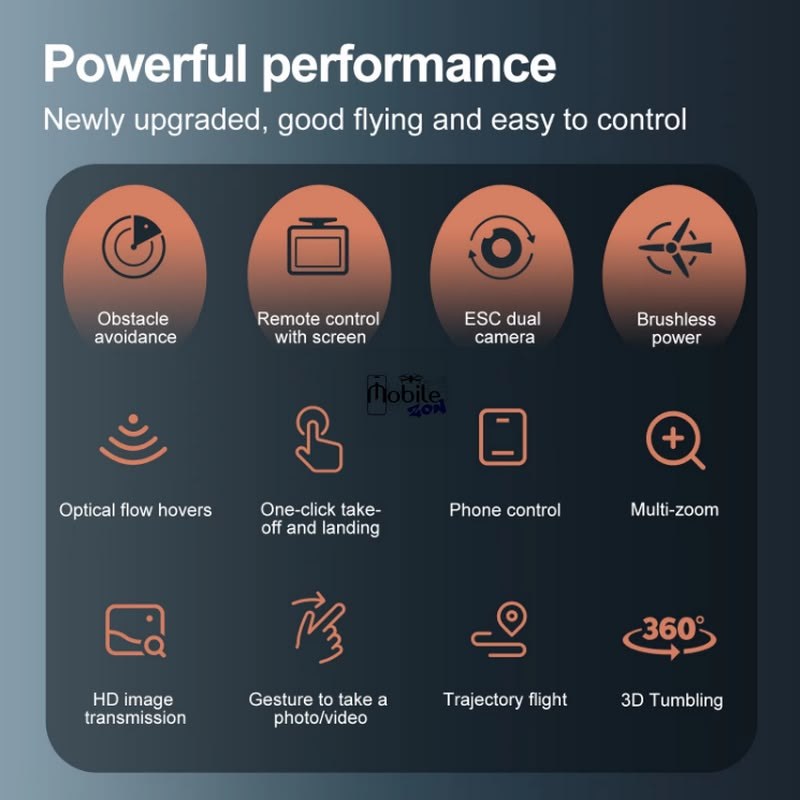 Powerful performance
Newly upgraded, good flying and easy to control
Obstacle
avoidance
Remote control
with screen
ESC dual
camera
Brushless
power
Mobile
ZON
Optical flow hovers
One-click take-
off and landing
Phone control
Multi-zoom
HD image
transmission
Gesture to take a
photo/video
Trajectory flight
360°
3D Tumbling